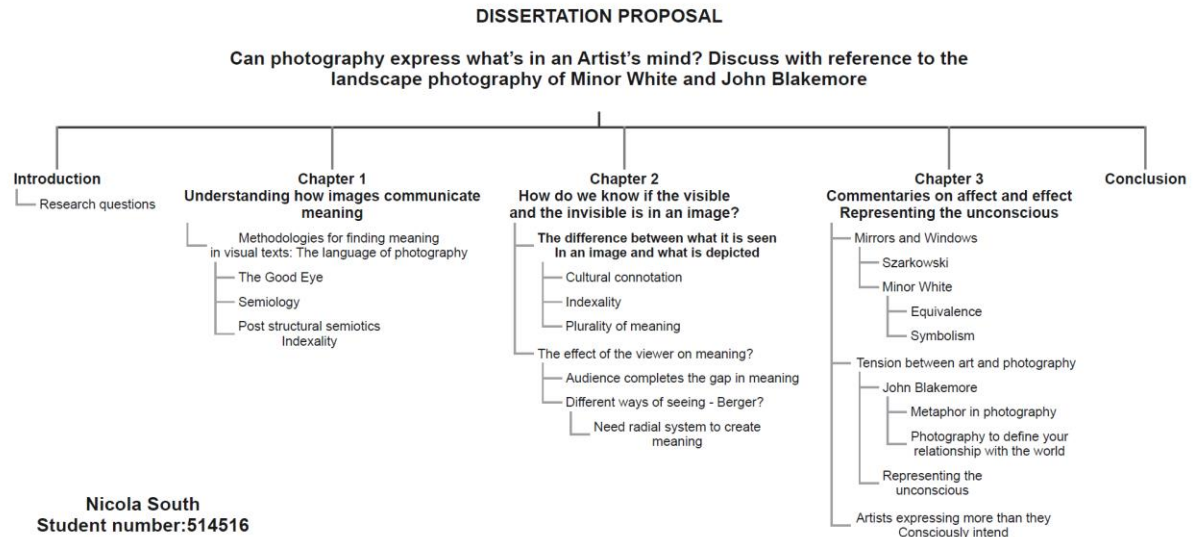 DISSERTATION PROPOSAL
Can photography express what's in an Artist's mind? Discuss with reference to the
landscape photography of Minor White and John Blakemore
Introduction
Research questions
Chapter 1
Understanding how images communicate
meaning
Methodologies for finding meaning
in visual texts: The language of photography
The Good Eye
Semiology
Post structural semiotics
Indexality
Chapter 2
How do we know if the visible
and the invisible is in an image?
The difference between what it is seen
In an image and what is depicted
Cultural connotation
Indexality
Plurality of meaning
The effect of the viewer on meaning?
Audience completes the gap in meaning
Different ways of seeing - Berger?
Need radial system to create
meaning
Chapter 3
Commentaries on affect and effect
Representing the unconscious
Mirrors and Windows
Szarkowski
Minor White
Equivalence
Symbolism
Tension between art and photography
John Blakemore
Metaphor in photography
Photography to define your
relationship with the world
Representing the
unconscious
Artists expressing more than they
Consciously intend
Conclusion
Nicola South
Student number:514516